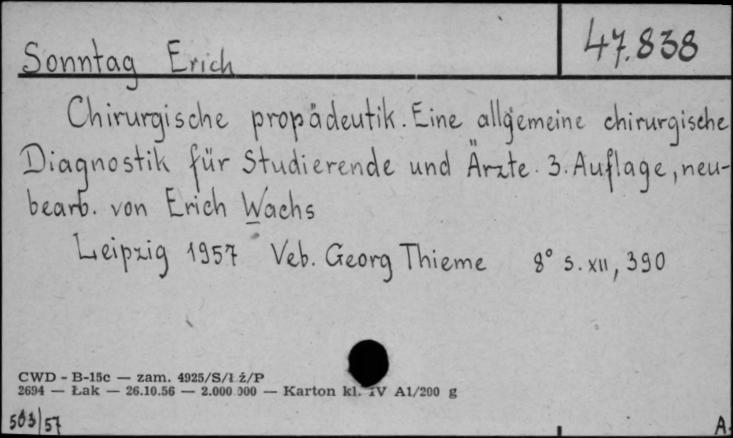 47.838
Sonntag Erich
Chirurgische propädeutik. Eine allgemeine chirurgische
Diagnostik für Studierende und Ärzte. 3. Auflage, neu-
bearb. von Erich Wachs
Leipzig 1957 Veb. Georg Thieme 8° s. XII, 390
CWD - B-15c — zam. 4925/S/1 ż/P
2694 — Łak — 26.10.56 — 2.000.000 — Karton kl. IV A1/200 g
503/57
A.